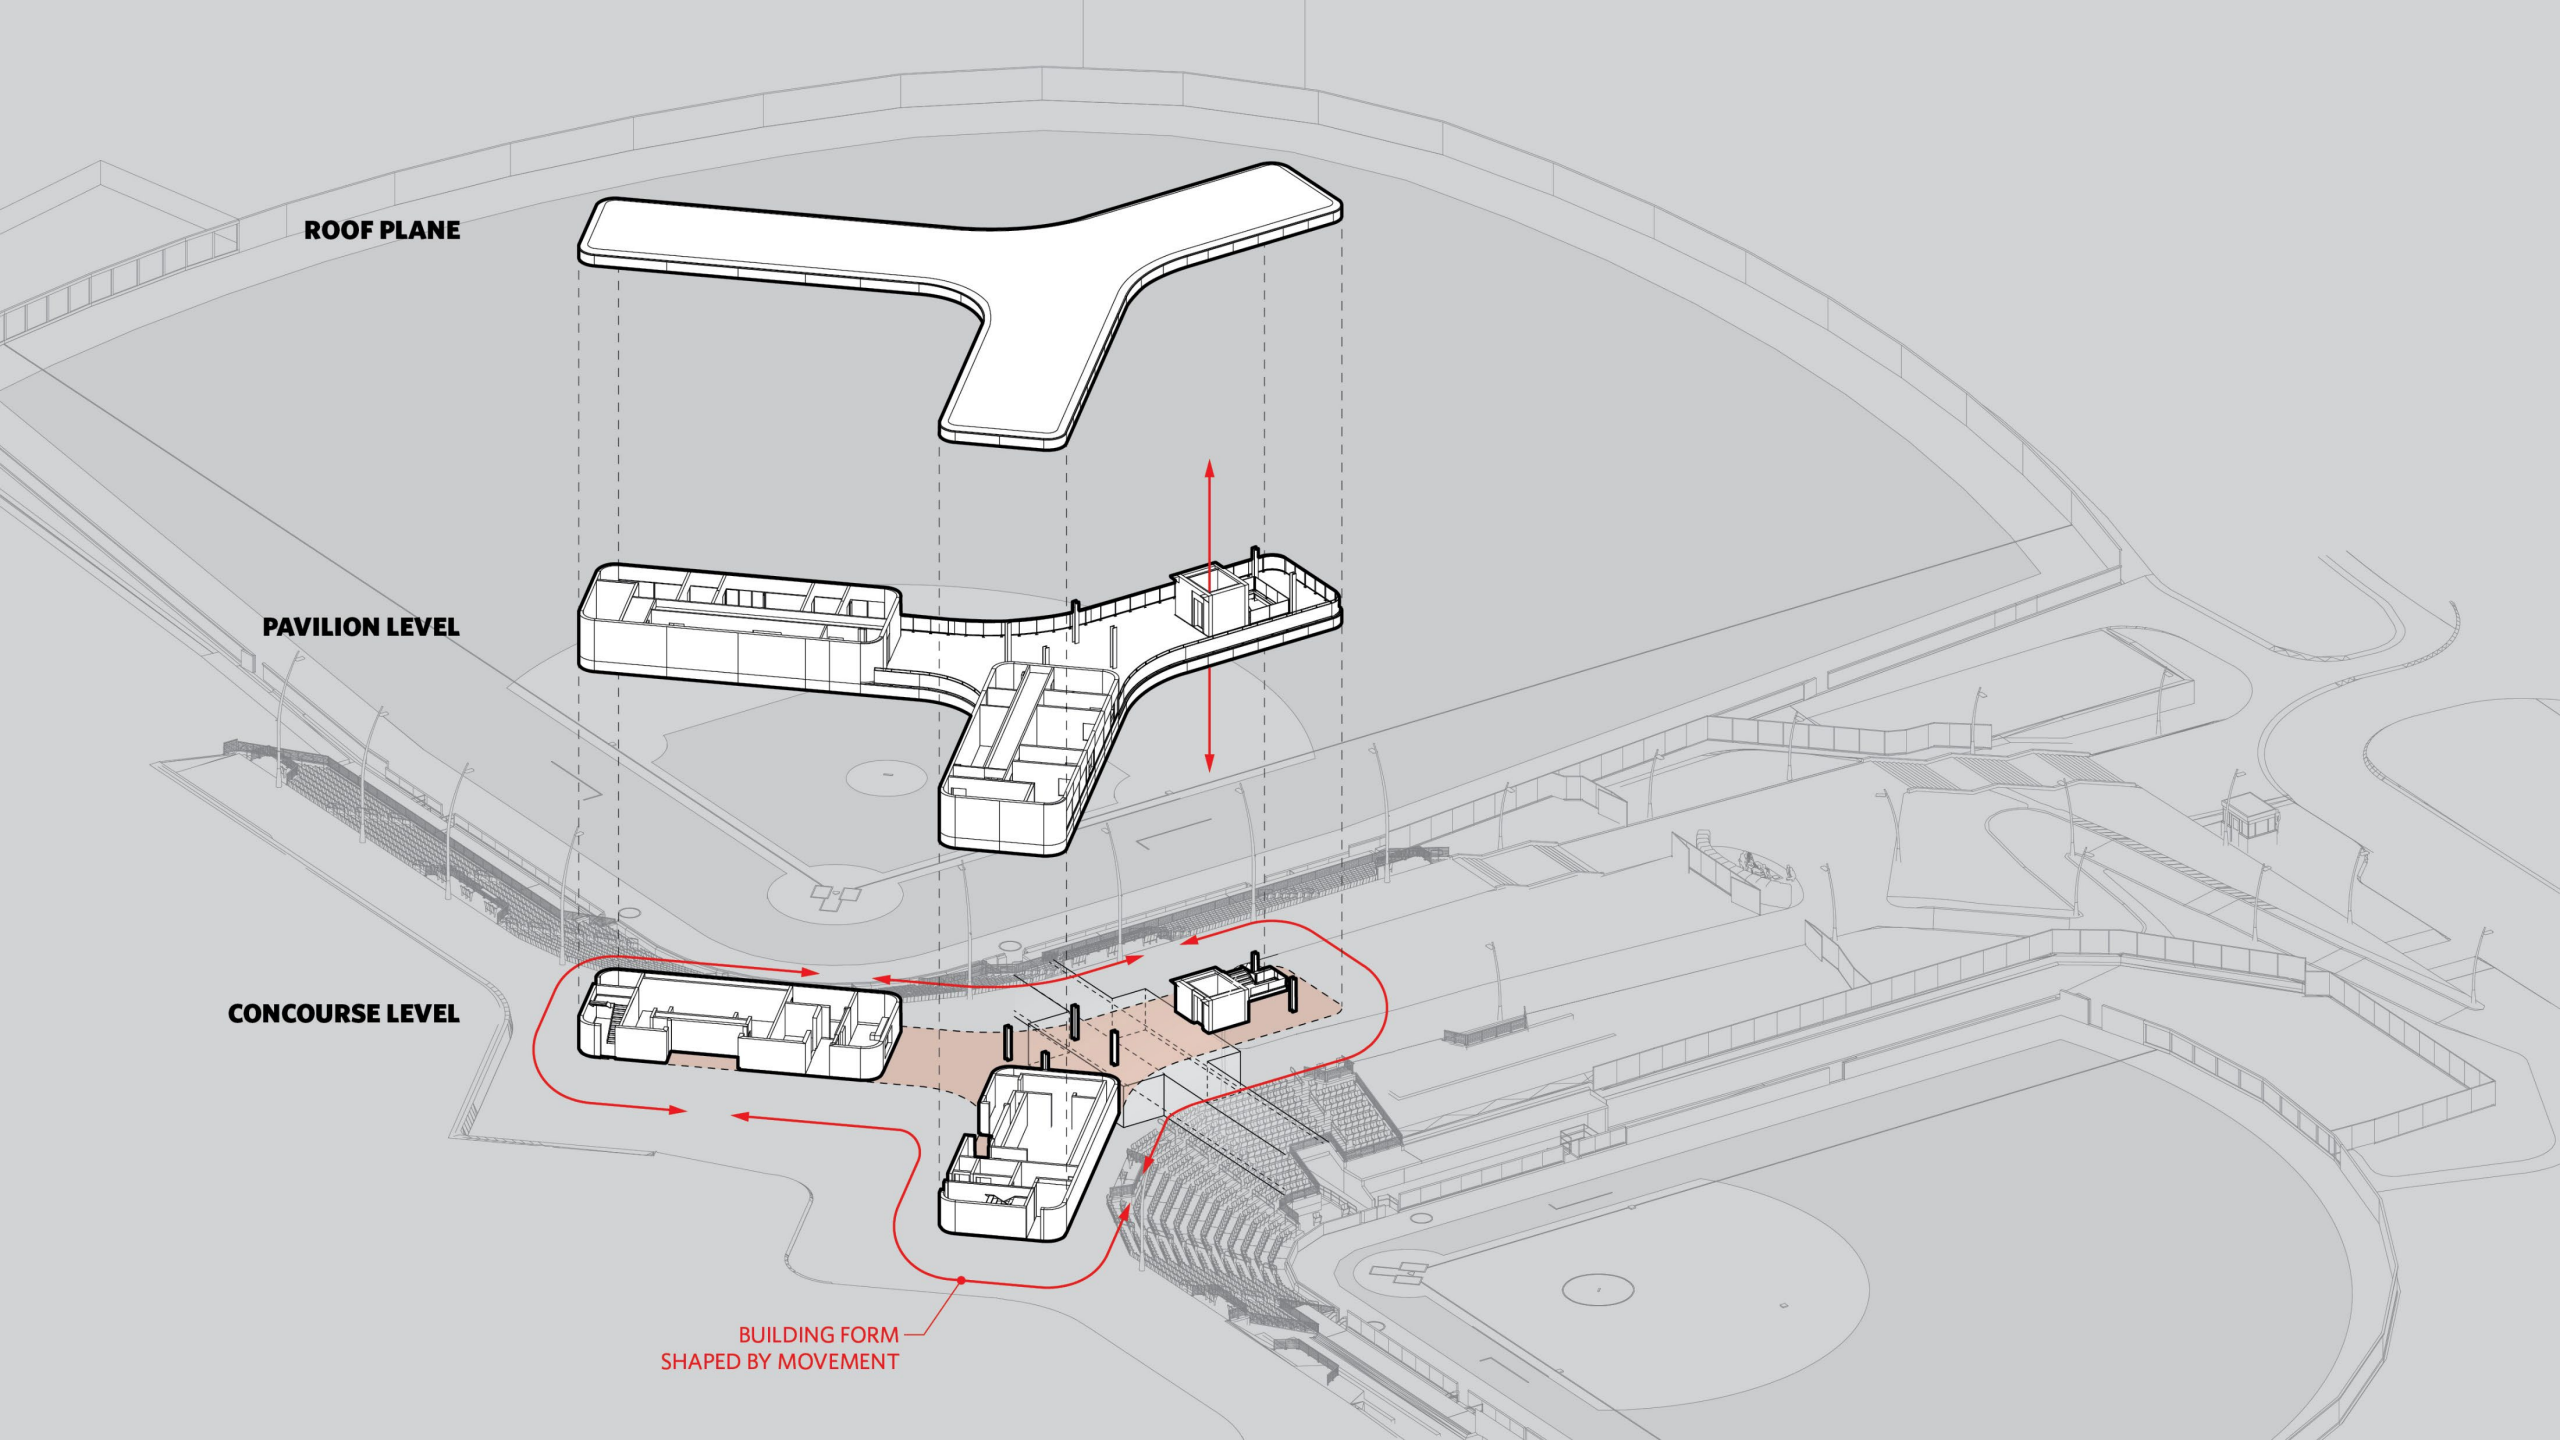 ROOF PLANE
PAVILION LEVEL
CONCOURSE LEVEL
BUILDING FORM
SHAPED BY MOVEMENT